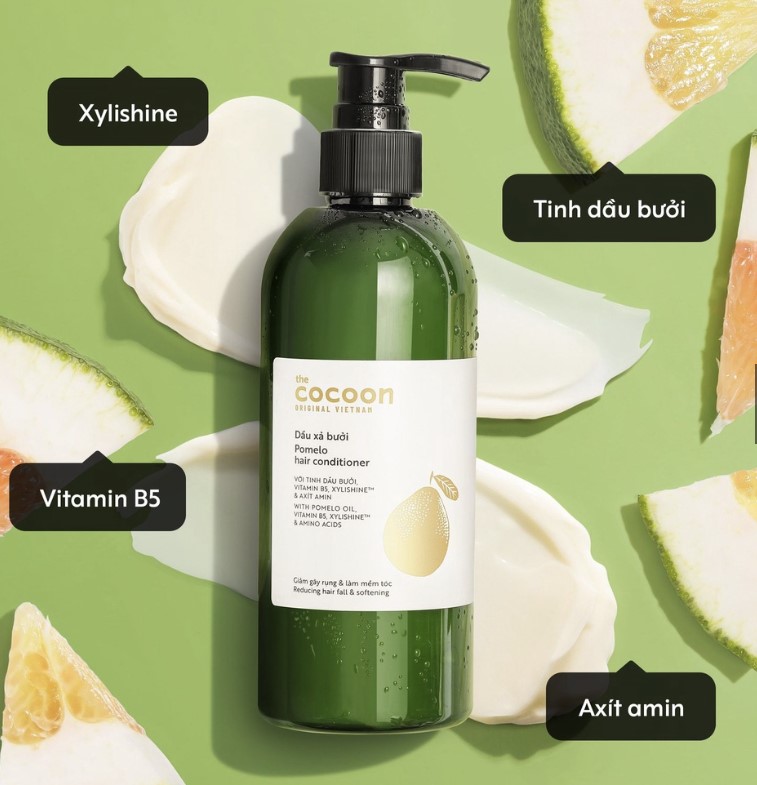 Xylishine
Tinh dầu bưởi
the
cocoon
ORIGINAL VIETNAM
Dầu xả bưởi
Pomelo
hair conditioner
VỚI TINH DẦU BƯỞI,
VITAMIN B5, XYLISHINE™
& AXÍT AMIN
WITH POMELO OIL,
VITAMIN B5, XYLISHINE™
& AMINO ACIDS
Giảm gãy rụng & làm mềm tóc
Reducing hair fall & softening
Vitamin B5
Axít amin